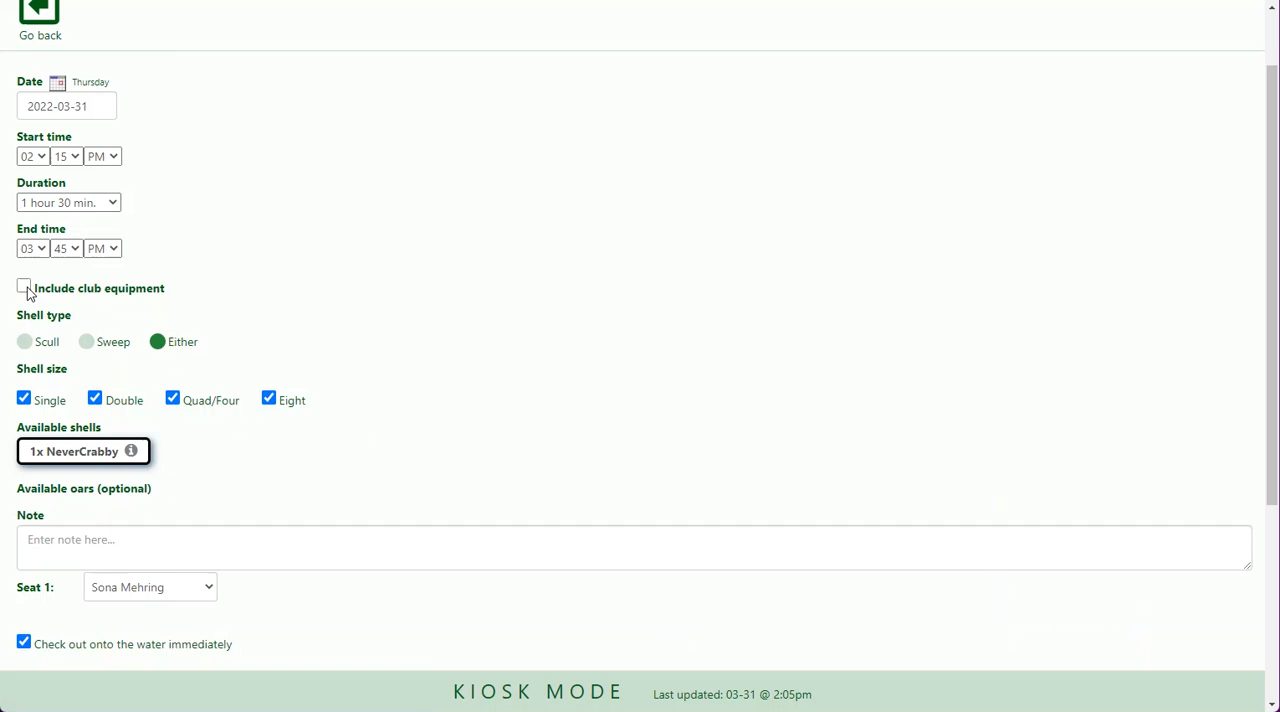 Go back
Date Thursday
2022-03-31
Start time
02 15 PM
Duration
1 hour 30 min.
End time
03 45 PM
Include club equipment
Shell type
Scull Sweep Either
Shell size
Single Double Quad/Four Eight
Available shells
1x NeverCrabby
Available oars (optional)
Note
Enter note here...
Seat 1: Sona Mehring
Check out onto the water immediately
KIOSK MODE Last updated: 03-31 @ 2:05pm